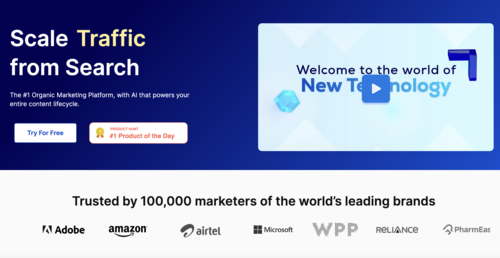 Scale Traffic
from Search
The #1 Organic Marketing Platform, with AI that powers your
entire content lifecycle.
Try For Free
PRODUCT HUNT
#1 Product of the Day
Welcome to the world of
New Technology
Trusted by 100,000 marketers of the world's leading brands
Adobe
amazon
airtel
Microsoft
WPP
RELIANCE
PharmEas